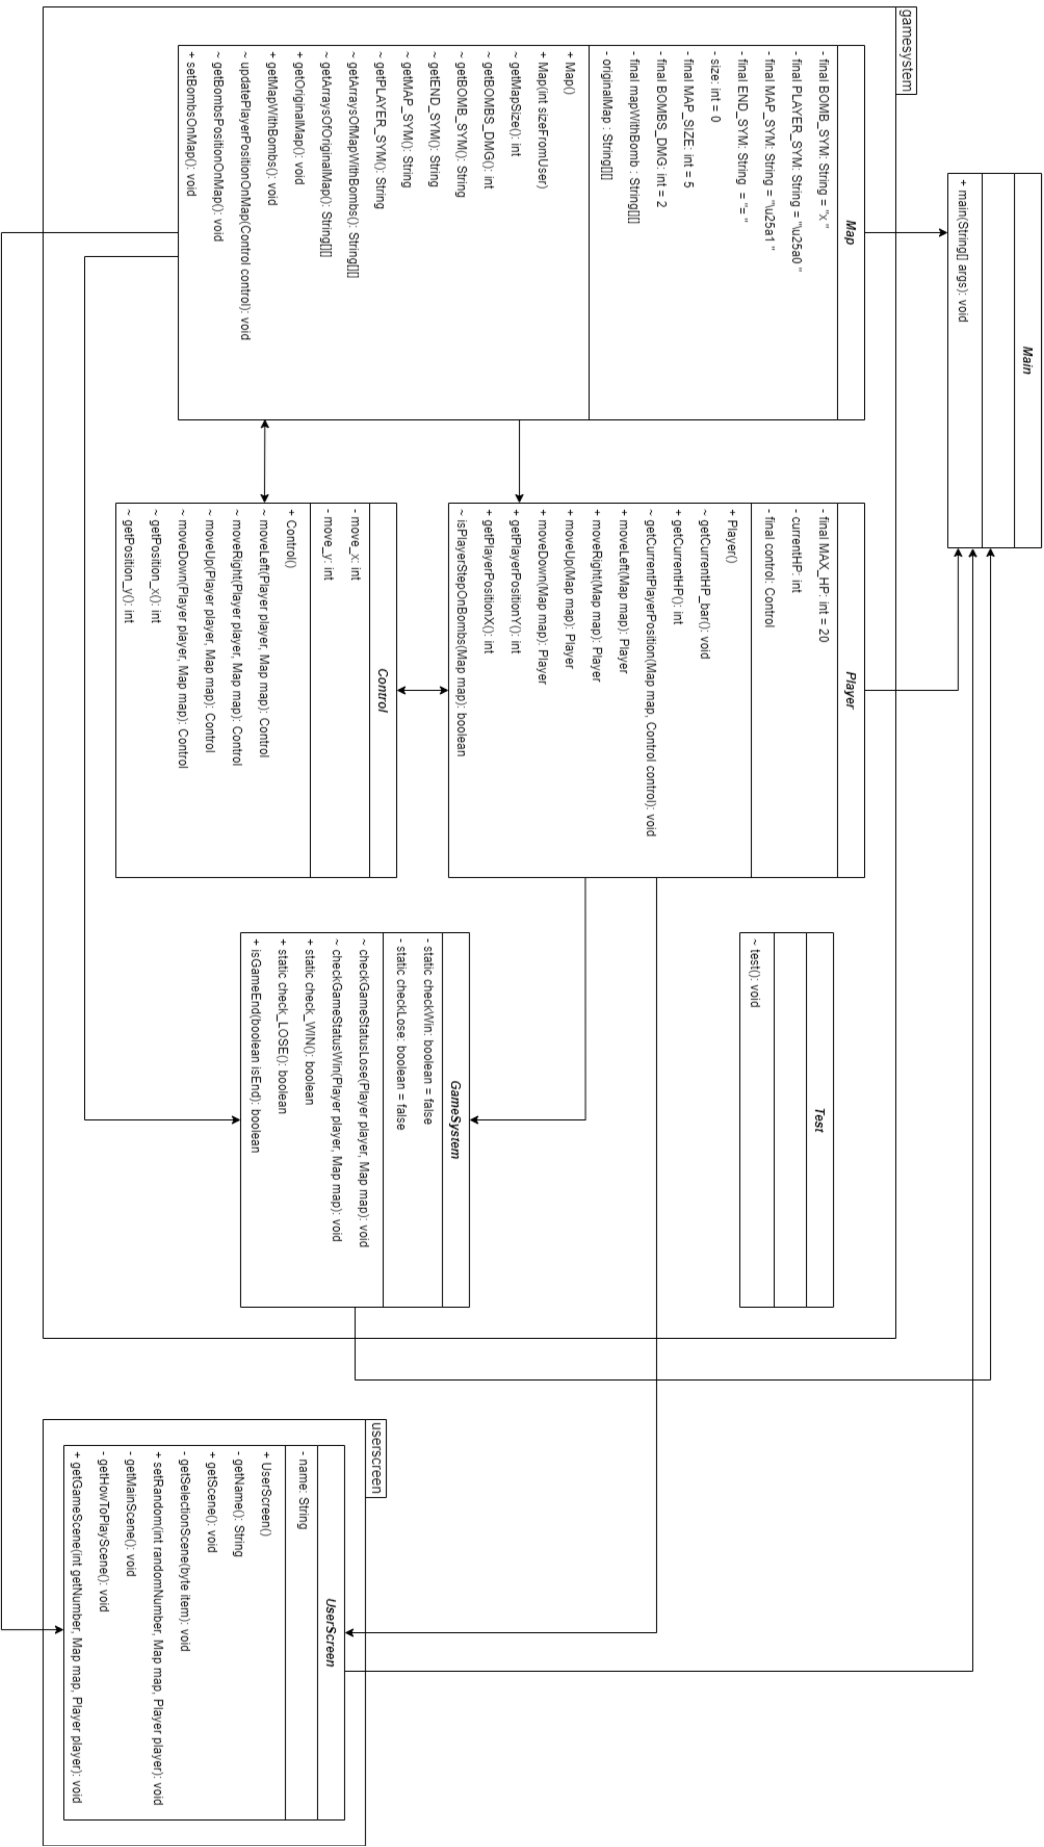 Main
+ main(String[] args): void
gamesystem
Map
- final BOMB_SYM: String = "x "
- final PLAYER_SYM: String = "\u25a0 "
- final MAP_SYM: String = "\u25a1 "
- final END_SYM: String  = "= "
- size: int = 0
- final MAP_SIZE: int = 5
- final BOMBS_DMG: int = 2
- final mapWithBomb : String[][]
- originalMap : String[][]
+ Map()
+ Map(int sizeFromUser)
~ getMapSize(): int
~ getBOMBS_DMG(): int
~ getBOMB_SYM(): String
~ getEND_SYM(): String
~ getMAP_SYM(): String
~ getPLAYER_SYM(): String
~ getArraysOfMapWithBombs(): String[][]
~ getArraysOfOriginalMap(): String[][]
+ getOriginalMap(): void
+ getMapWithBombs(): void
~ updatePlayerPositionOnMap(Control control): void
~ getBombsPositionOnMap(): void
+ setBombsOnMap(): void
Player
- final MAX_HP: int = 20
- currentHP: int
- final control: Control
+ Player()
~ getCurrentHP_bar(): void
+ getCurrentHP(): int
~ getCurrentPlayerPosition(Map map, Control control): void
+ moveLeft(Map map): Player
+ moveRight(Map map): Player
+ moveUp(Map map): Player
+ moveDown(Map map): Player
+ getPlayerPositionY(): int
+ getPlayerPositionX(): int
~ isPlayerStepOnBombs(Map map): boolean
Control
- move_x: int
- move_y: int
+ Control()
~ moveLeft(Player player, Map map): Control
~ moveRight(Player player, Map map): Control
~ moveUp(Player player, Map map): Control
~ moveDown(Player player, Map map): Control
~ getPosition_x(): int
~ getPosition_y(): int
Test
~ test(): void
GameSystem
- static checkWin: boolean = false
- static checkLose: boolean = false
~ checkGameStatusLose(Player player, Map map): void
~ checkGameStatusWin(Player player, Map map): void
+ static check_WIN(): boolean
+ static check_LOSE(): boolean
+ isGameEnd(boolean isEnd): boolean
userscreen
UserScreen
- name: String
+ UserScreen()
- getName(): String
+ getScene(): void
- getSelectionScene(byte item): void
+ setRandom(int randomNumber, Map map, Player player): void
- getMainScene(): void
- getHowToPlayScene(): void
+ getGameScene(int getNumber, Map map, Player player): void